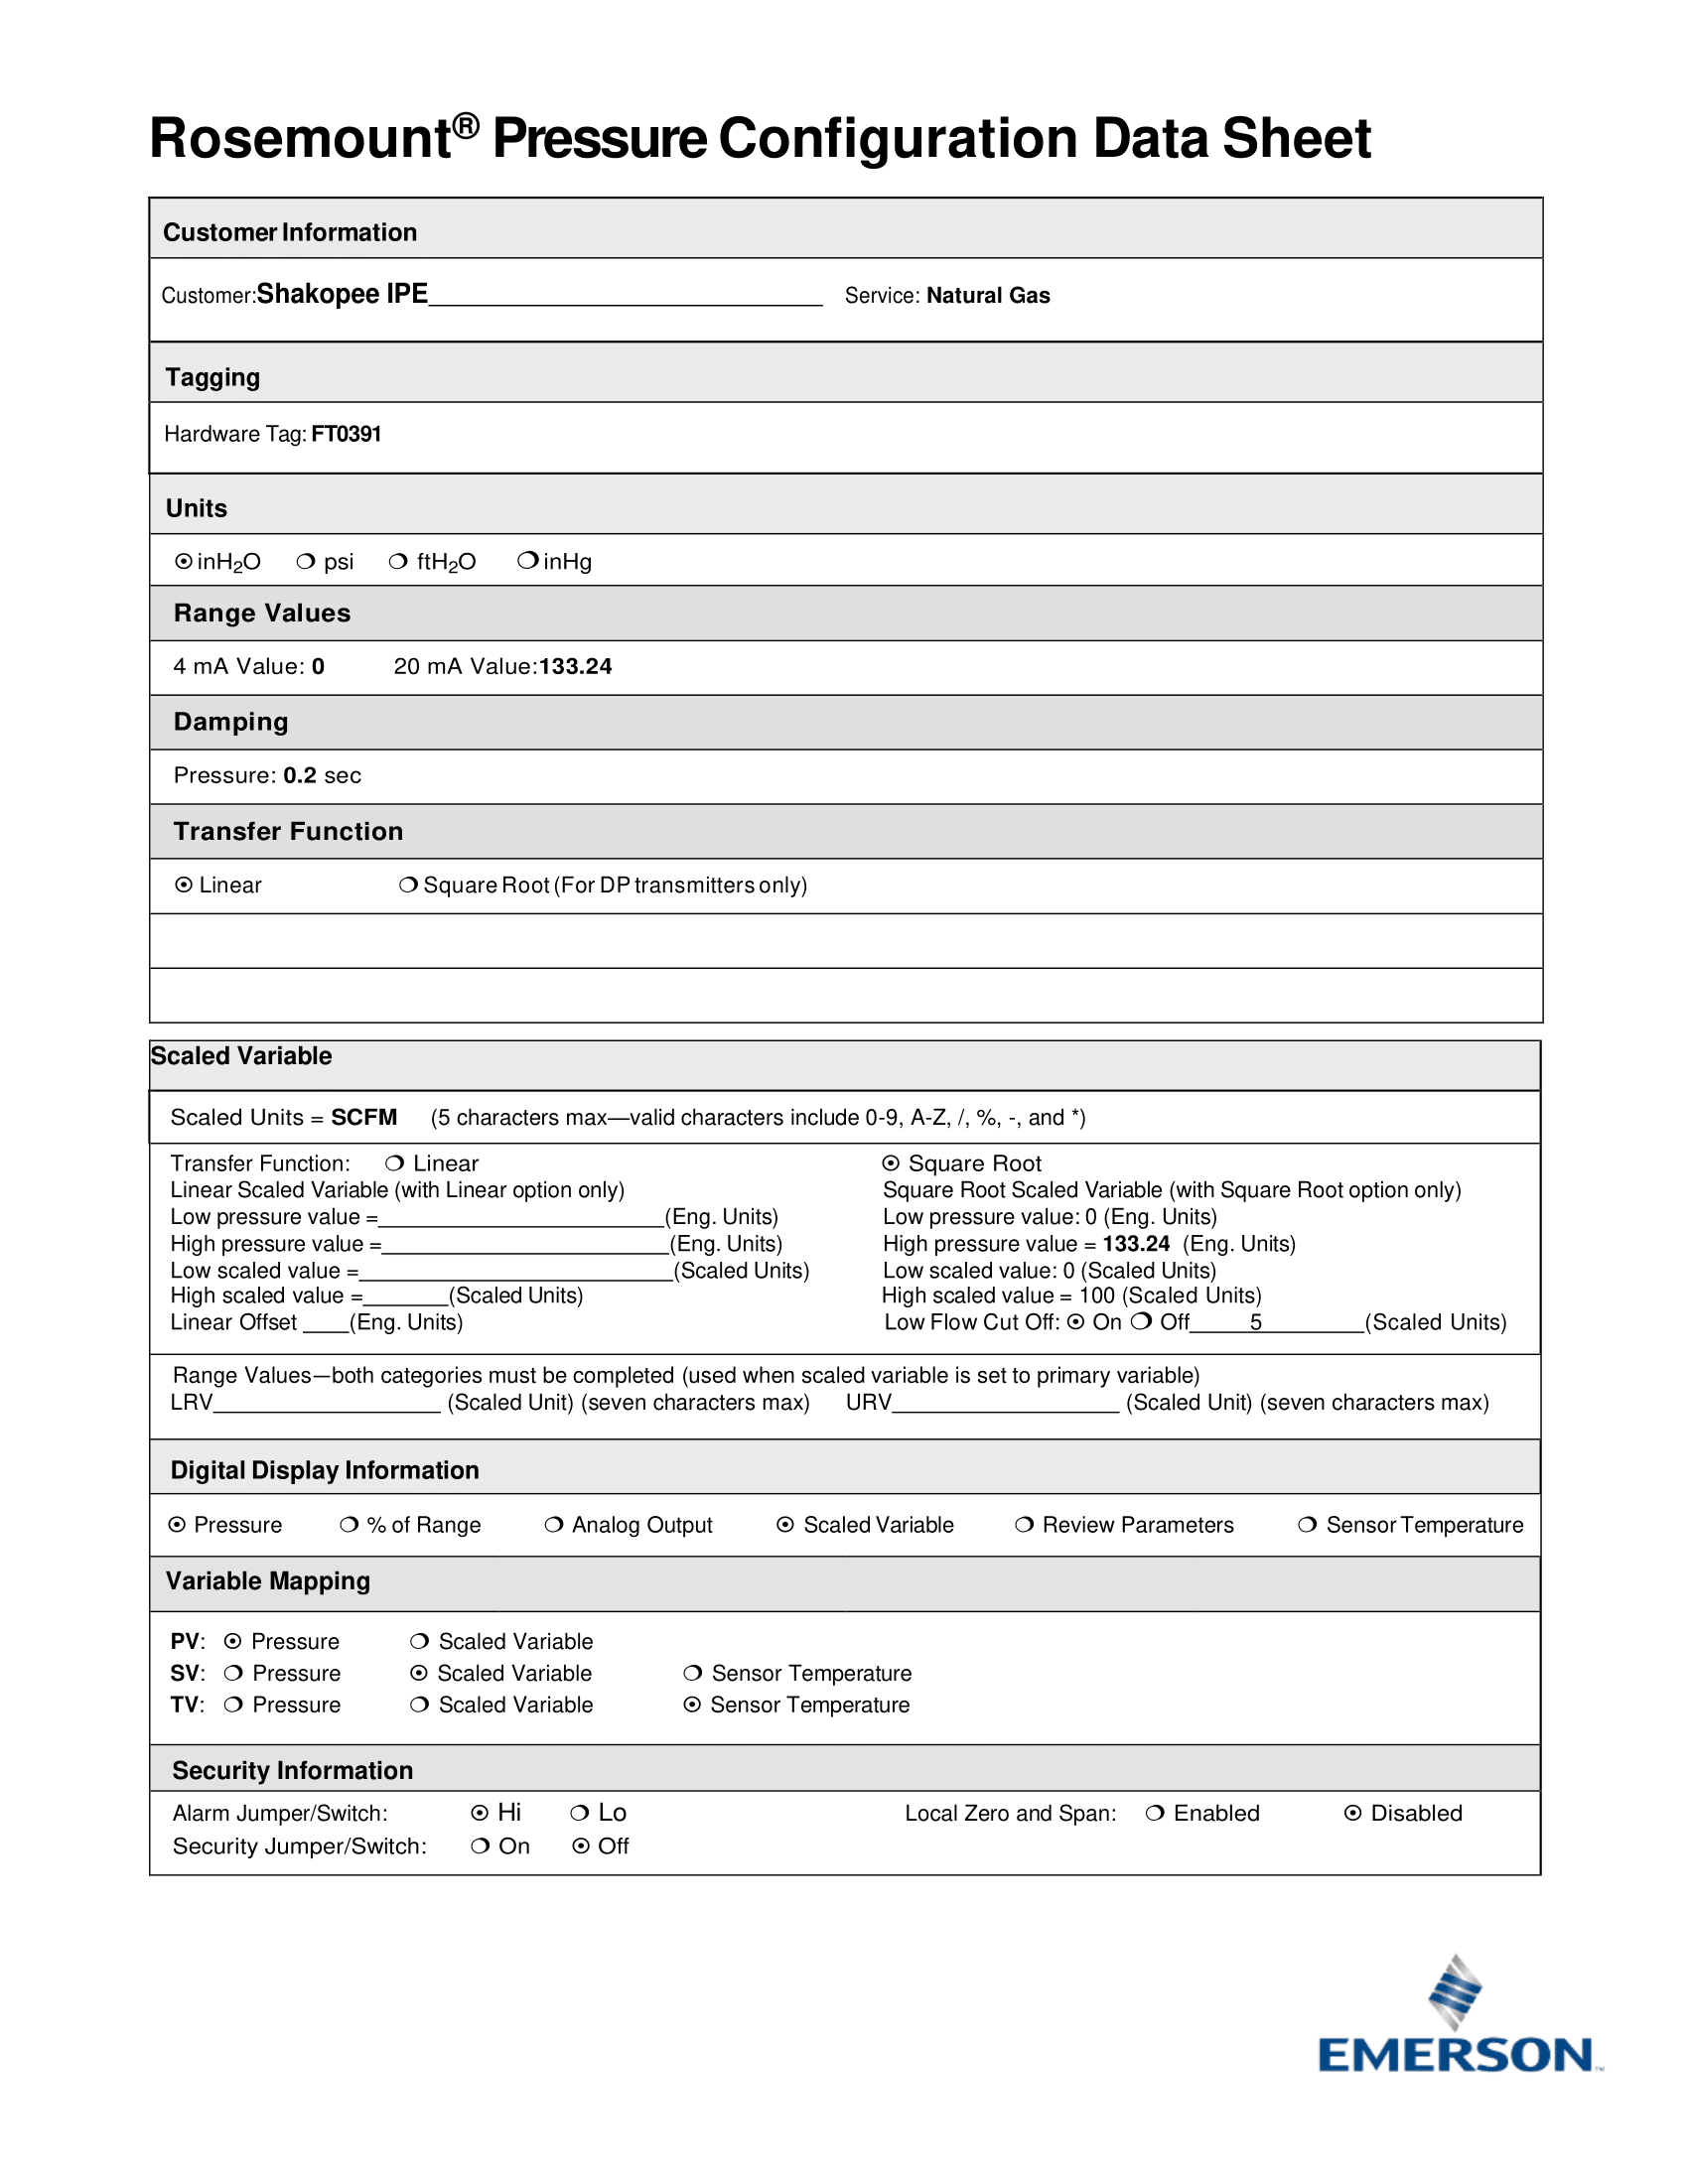 Rosemount® Pressure Configuration Data Sheet
Customer Information
Customer:Shakopee IPE________________ Service: Natural Gas
Tagging
Hardware Tag: FT0391
Units
⊙ inH₂O ❍ psi ❍ ftH₂O ❍ inHg
Range Values
4 mA Value: 0 20 mA Value:133.24
Damping
Pressure: 0.2 sec
Transfer Function
⊙ Linear ❍ Square Root (For DP transmitters only)
Scaled Variable
Scaled Units = SCFM (5 characters max—valid characters include 0-9, A-Z, /, %, -, and *)
Transfer Function: ❍ Linear ⊙ Square Root
Linear Scaled Variable (with Linear option only) Square Root Scaled Variable (with Square Root option only)
Low pressure value =________________(Eng. Units) Low pressure value: 0 (Eng. Units)
High pressure value =________________(Eng. Units) High pressure value = 133.24 (Eng. Units)
Low scaled value =________________(Scaled Units) Low scaled value: 0 (Scaled Units)
High scaled value =_______(Scaled Units) High scaled value = 100 (Scaled Units)
Linear Offset ____(Eng. Units) Low Flow Cut Off: ⊙ On ❍ Off_____5________(Scaled Units)
Range Values—both categories must be completed (used when scaled variable is set to primary variable)
LRV________________ (Scaled Unit) (seven characters max) URV________________ (Scaled Unit) (seven characters max)
Digital Display Information
⊙ Pressure ❍ % of Range ❍ Analog Output ⊙ Scaled Variable ❍ Review Parameters ❍ Sensor Temperature
Variable Mapping
PV: ⊙ Pressure ❍ Scaled Variable
SV: ❍ Pressure ⊙ Scaled Variable ❍ Sensor Temperature
TV: ❍ Pressure ❍ Scaled Variable ⊙ Sensor Temperature
Security Information
Alarm Jumper/Switch: ⊙ Hi ❍ Lo Local Zero and Span: ❍ Enabled ⊙ Disabled
Security Jumper/Switch: ❍ On ⊙ Off
EMERSON™